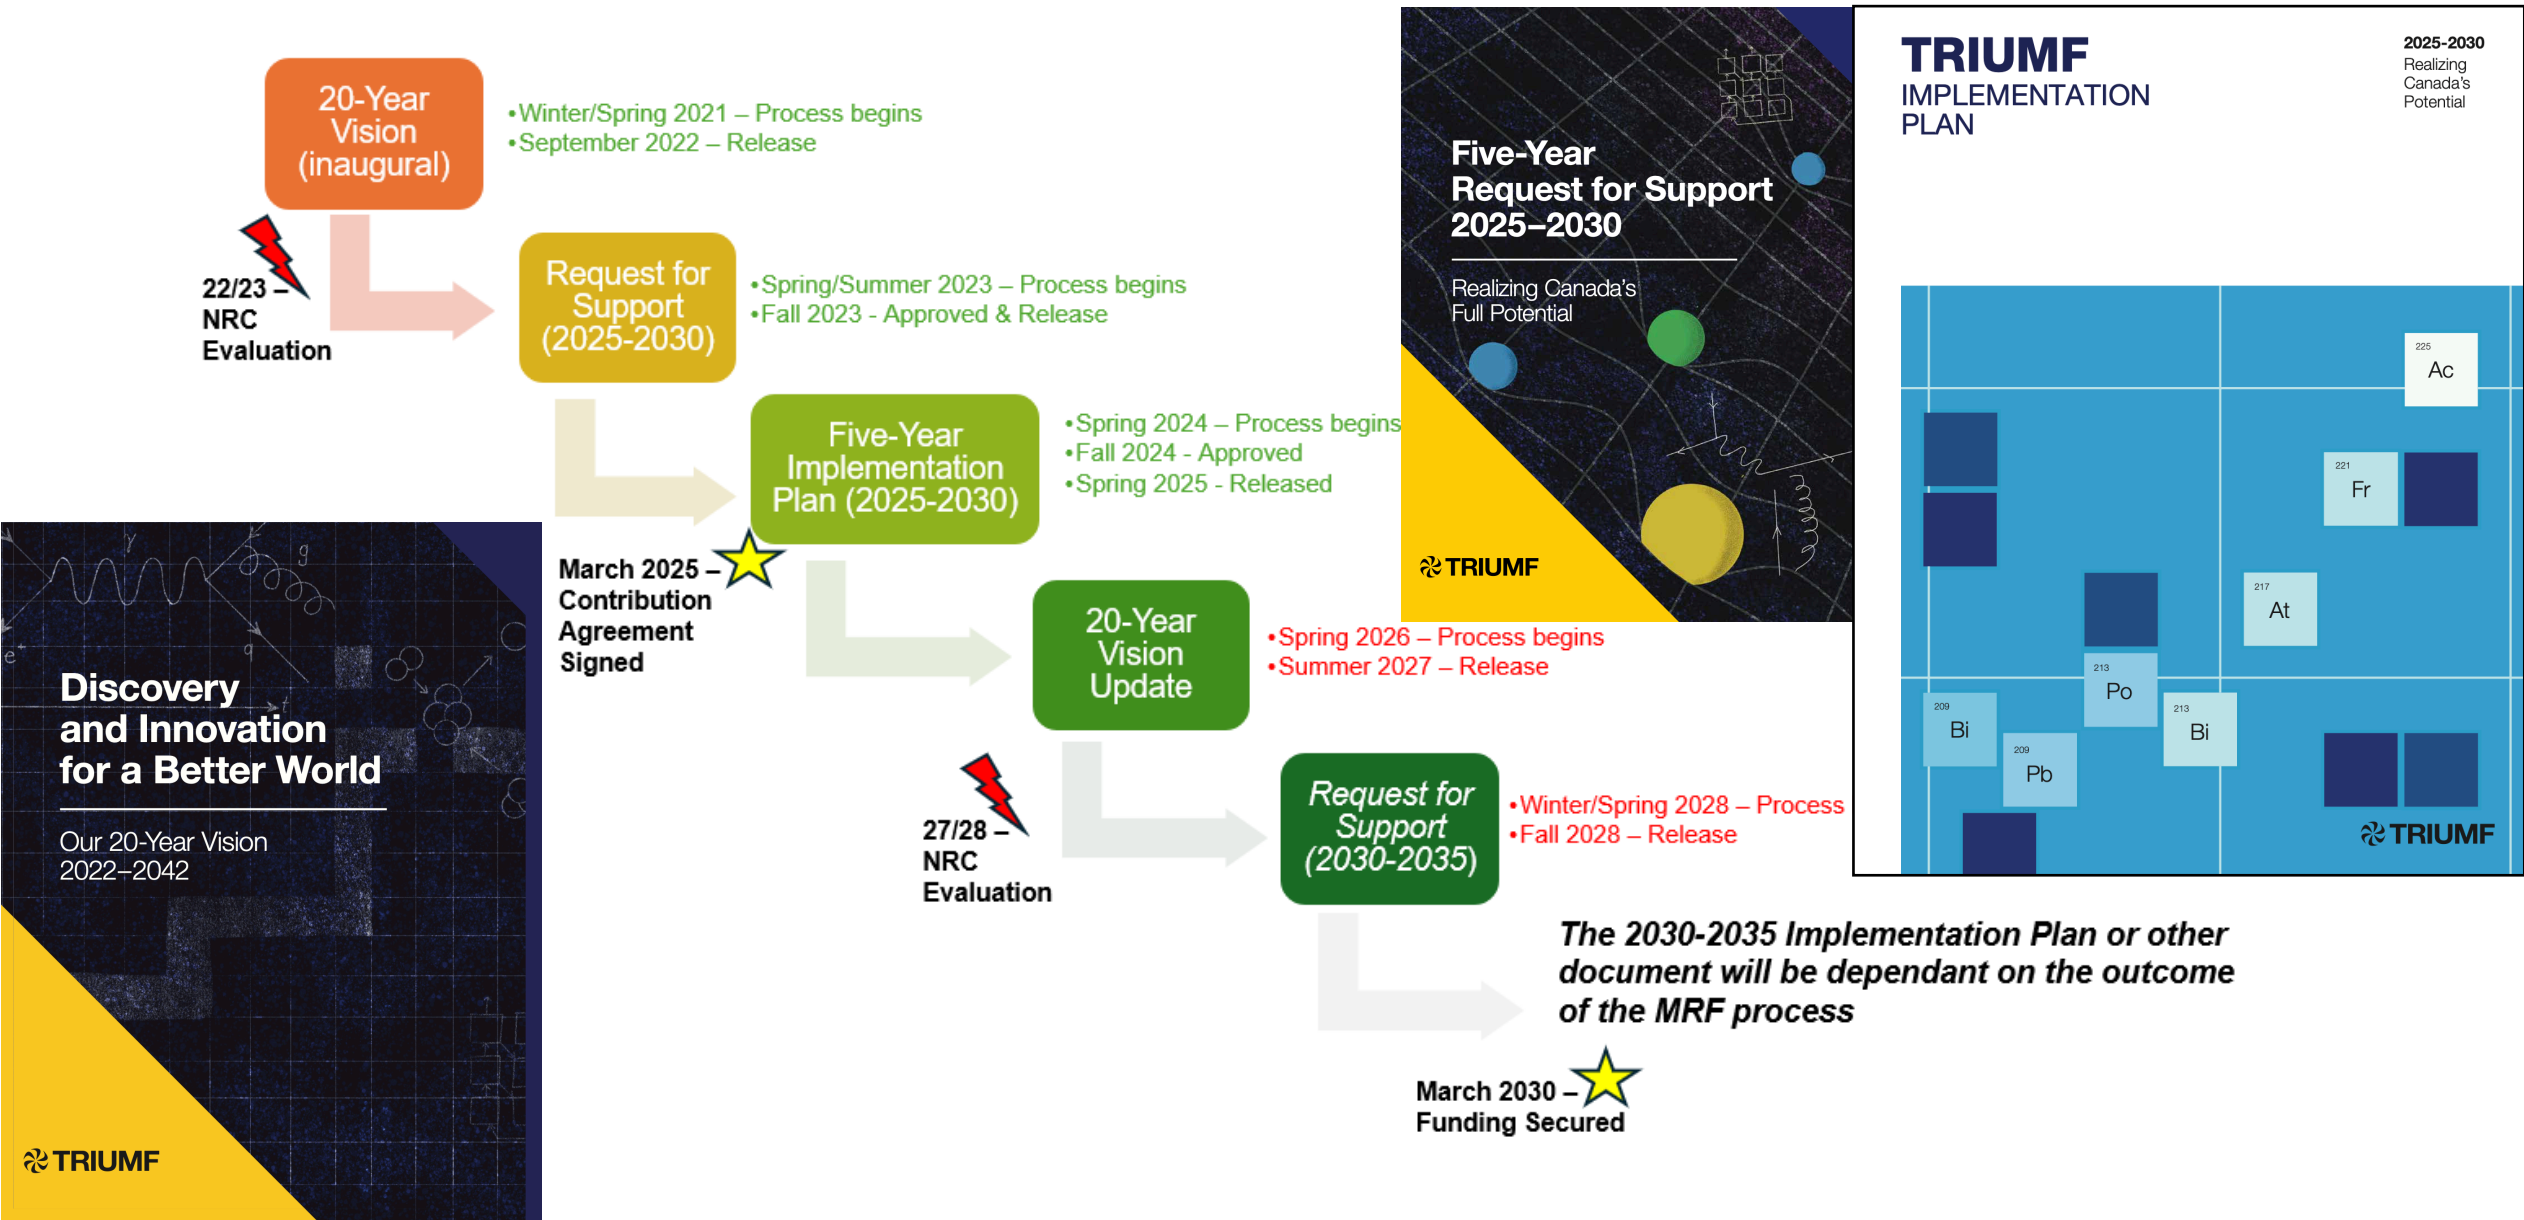 20-Year
Vision
(inaugural)
•Winter/Spring 2021 – Process begins
•September 2022 – Release
22/23 –
NRC
Evaluation
Request for
Support
(2025-2030)
•Spring/Summer 2023 – Process begins
•Fall 2023 - Approved & Release
Five-Year
Implementation
Plan (2025-2030)
•Spring 2024 – Process begins
•Fall 2024 - Approved
•Spring 2025 - Released
March 2025 –
Contribution
Agreement
Signed
20-Year
Vision
Update
•Spring 2026 – Process begins
•Summer 2027 – Release
27/28 –
NRC
Evaluation
Request for
Support
(2030-2035)
•Winter/Spring 2028 – Process
•Fall 2028 – Release
The 2030-2035 Implementation Plan or other
document will be dependant on the outcome
of the MRF process
March 2030 –
Funding Secured
γ
g
e+
q
t
Discovery
and Innovation
for a Better World
Our 20-Year Vision
2022–2042
TRIUMF
Five-Year
Request for Support
2025–2030
Realizing Canada's
Full Potential
TRIUMF
TRIUMF
IMPLEMENTATION
PLAN
2025-2030
Realizing
Canada's
Potential
225
Ac
221
Fr
217
At
213
Po
209
Bi
213
Bi
209
Pb
TRIUMF